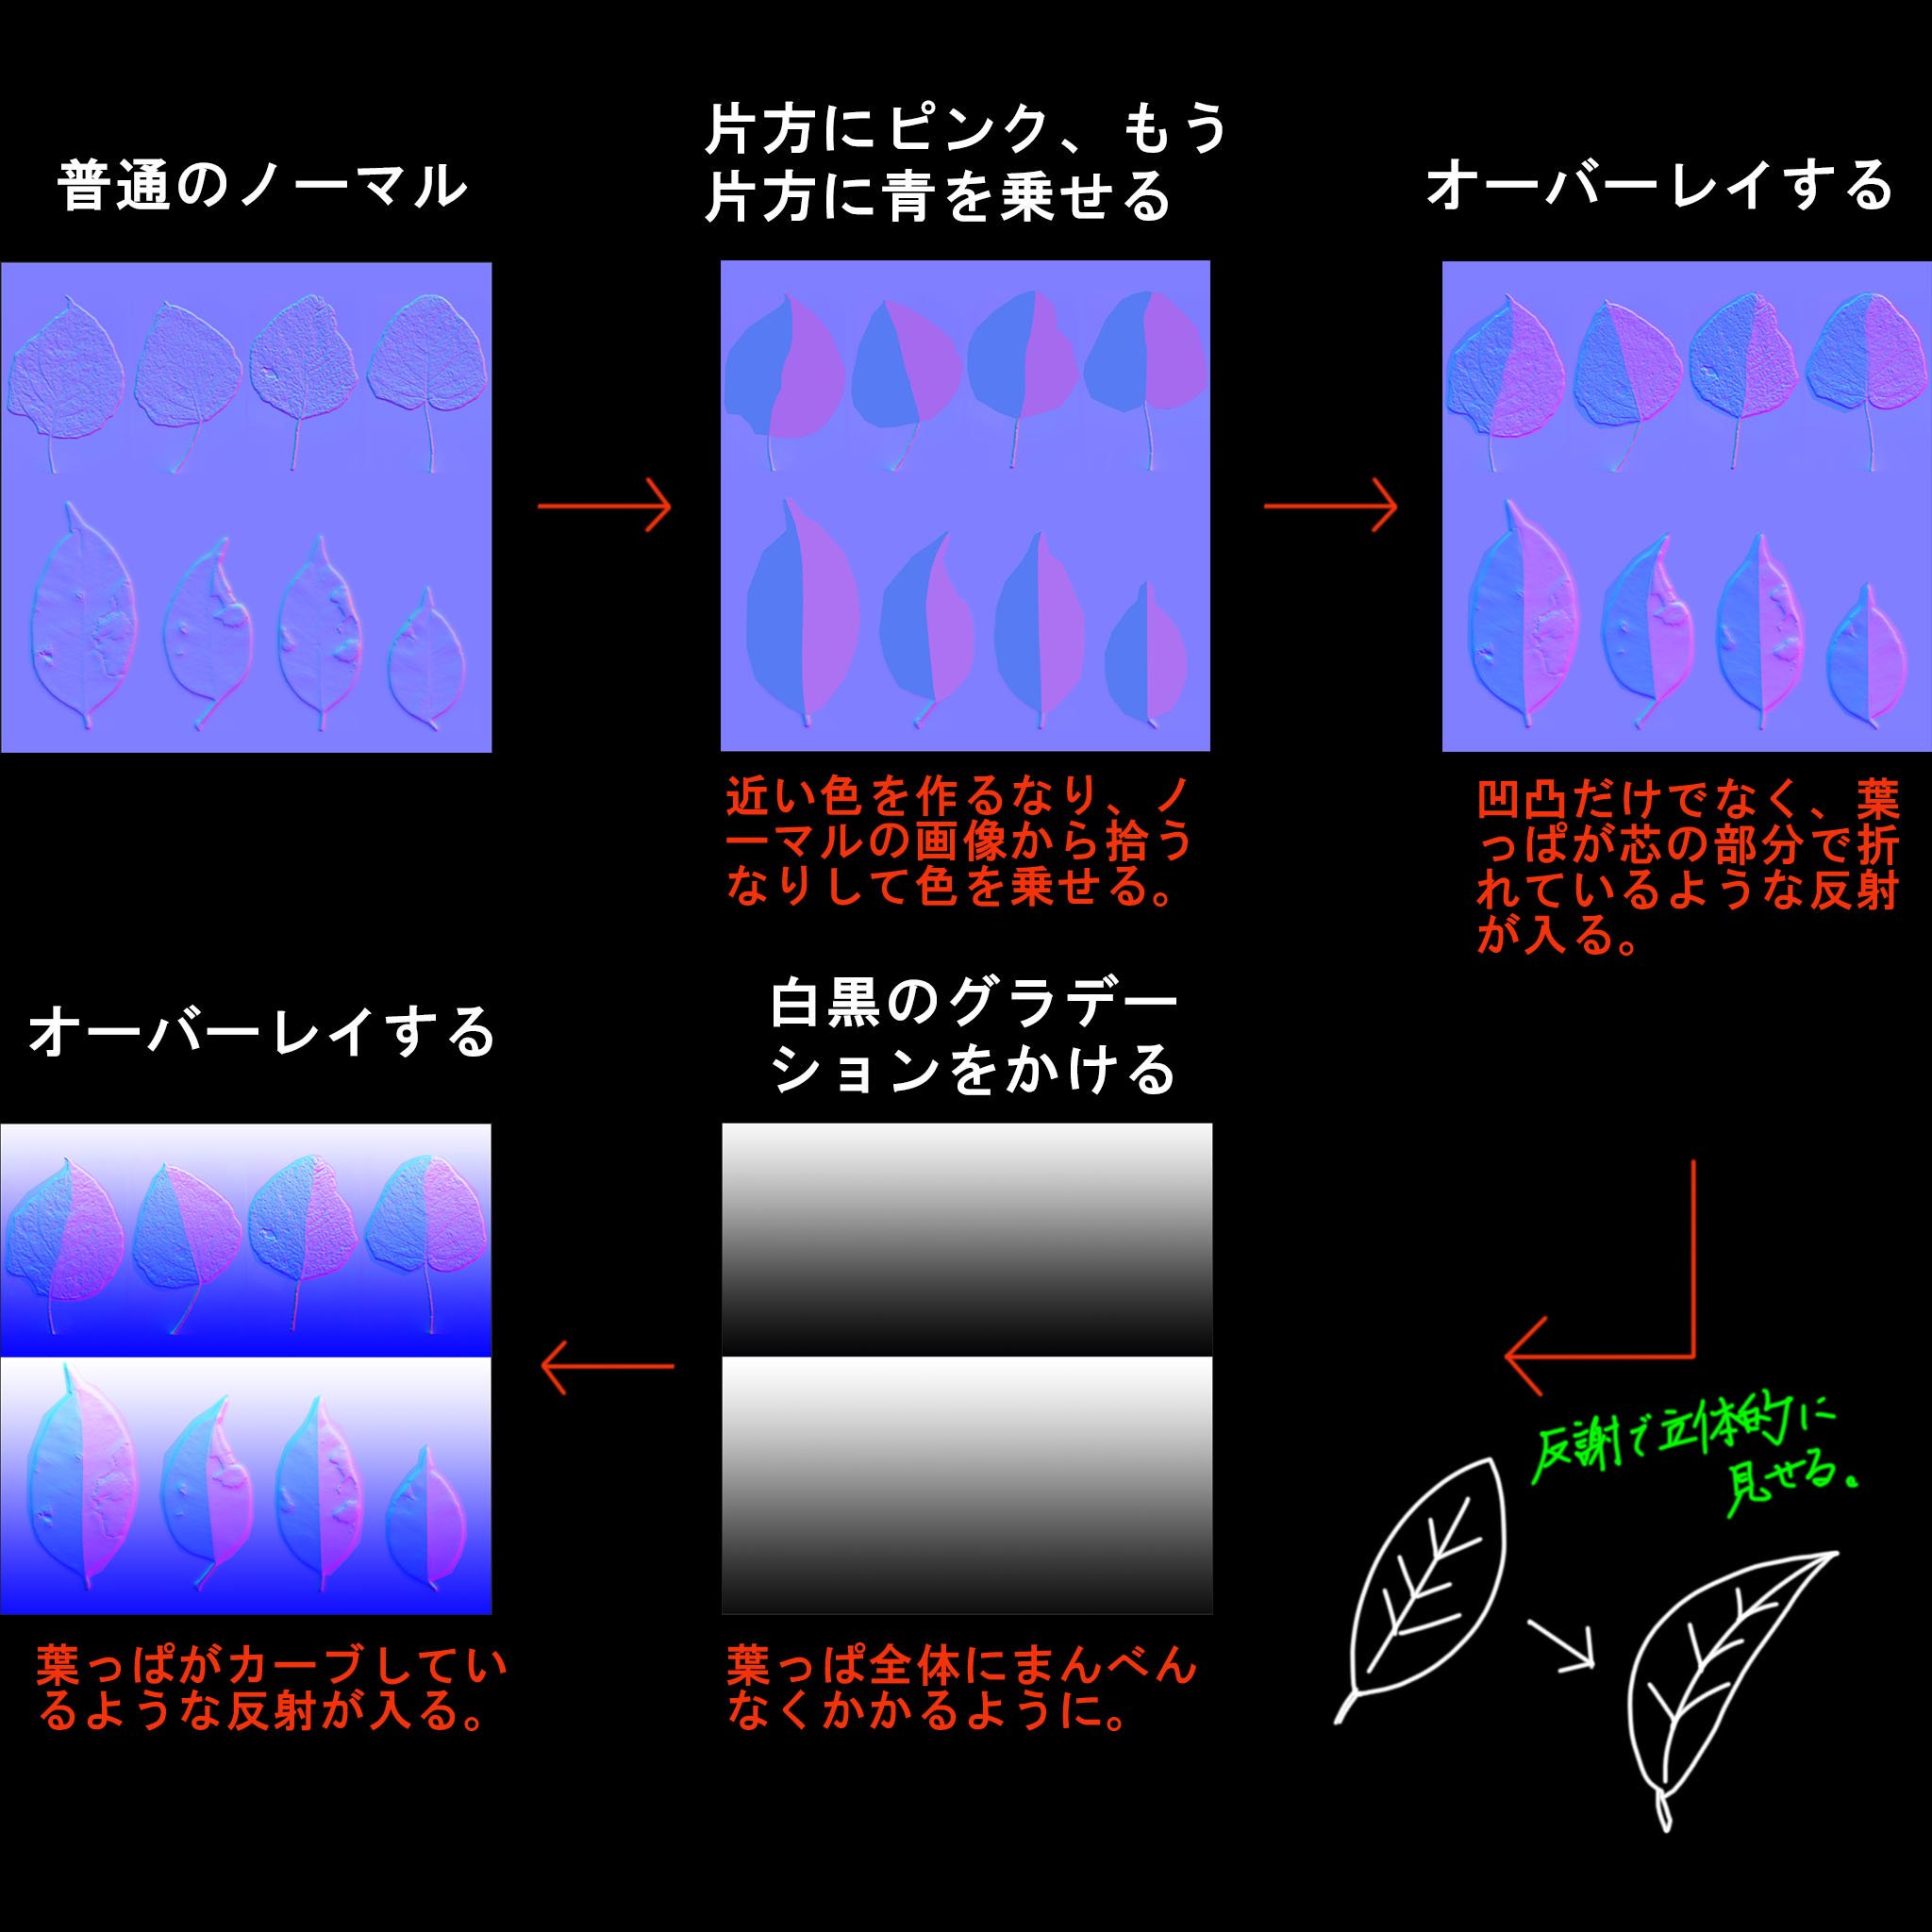 普通のノーマル
片方にピンク、もう
片方に青を乗せる
オーバーレイする
近い色を作るなり、ノ
ーマルの画像から拾う
なりして色を乗せる。
凹凸だけでなく、葉
っぱが芯の部分で折
れているような反射
が入る。
オーバーレイする
白黒のグラデー
ションをかける
反謝で立体的に
見せる。
葉っぱがカーブしてい
るような反射が入る。
葉っぱ全体にまんべん
なくかかるように。